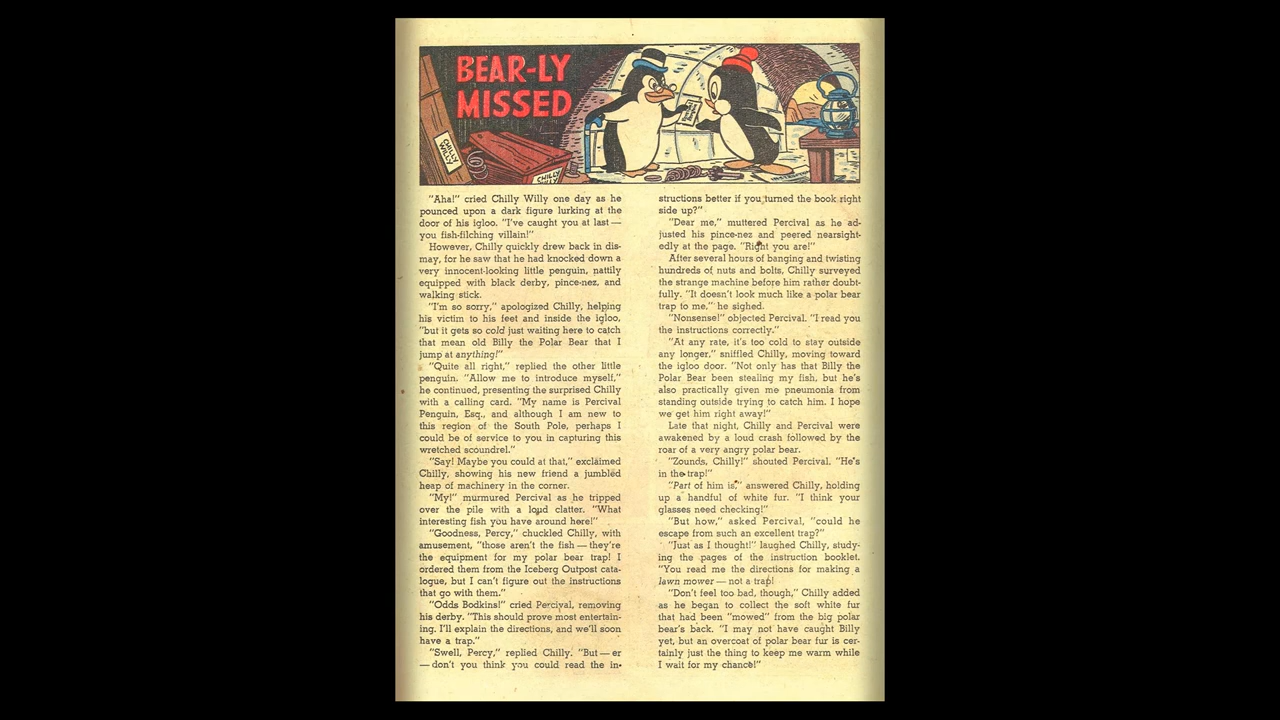 BEAR-LY
MISSED
CHILLY
WILLY
CHILLY
"Aha!" cried Chilly Willy one day as he
pounced upon a dark figure lurking at the
door of his igloo. "I've caught you at last —
you fish-filching villain!"
However, Chilly quickly drew back in dis-
may, for he saw that he had knocked down a
very innocent-looking little penguin, nattily
equipped with black derby, pince-nez, and
walking stick.
"I'm so sorry," apologized Chilly, helping
his victim to his feet and inside the igloo,
"but it gets so cold just waiting here to catch
that mean old Billy the Polar Bear that I
jump at anything!"
"Quite all right," replied the other little
penguin. "Allow me to introduce myself,"
he continued, presenting the surprised Chilly
with a calling card. "My name is Percival
Penguin, Esq., and although I am new to
this region of the South Pole, perhaps I
could be of service to you in capturing this
wretched scoundrel."
"Say! Maybe you could at that," exclaimed
Chilly, showing his new friend a jumbled
heap of machinery in the corner.
"My!" murmured Percival as he tripped
over the pile with a loud clatter. "What
interesting fish you have around here!"
"Goodness, Percy," chuckled Chilly, with
amusement, "those aren't the fish — they're
the equipment for my polar bear trap! I
ordered them from the Iceberg Outpost cata-
logue, but I can't figure out the instructions
that go with them."
"Odds Bodkins!" cried Percival, removing
his derby. "This should prove most entertain-
ing. I'll explain the directions, and we'll soon
have a trap."
"Swell, Percy," replied Chilly. "But — er
— don't you think you could read the in-
structions better if you turned the book right
side up?"
"Dear me," muttered Percival as he ad-
justed his pince-nez and peered nearsight-
edly at the page. "Right you are!"
After several hours of banging and twisting
hundreds of nuts and bolts, Chilly surveyed
the strange machine before him rather doubt-
fully. "It doesn't look much like a polar bear
trap to me," he sighed.
"Nonsense!" objected Percival. "I read you
the instructions correctly."
"At any rate, it's too cold to stay outside
any longer," sniffled Chilly, moving toward
the igloo door. "Not only has that Billy the
Polar Bear been stealing my fish, but he's
also practically given me pneumonia from
standing outside trying to catch him. I hope
we get him right away!"
Late that night, Chilly and Percival were
awakened by a loud crash followed by the
roar of a very angry polar bear.
"Zounds, Chilly!" shouted Percival. "He's
in the trap!"
"Part of him is," answered Chilly, holding
up a handful of white fur. "I think your
glasses need checking!"
"But how," asked Percival, "could he
escape from such an excellent trap?"
"Just as I thought!" laughed Chilly, study-
ing the pages of the instruction booklet.
"You read me the directions for making a
lawn mower — not a trap!
"Don't feel too bad, though," Chilly added
as he began to collect the soft white fur
that had been "mowed" from the big polar
bear's back. "I may not have caught Billy
yet, but an overcoat of polar bear fur is cer-
tainly just the thing to keep me warm while
I wait for my chance!"